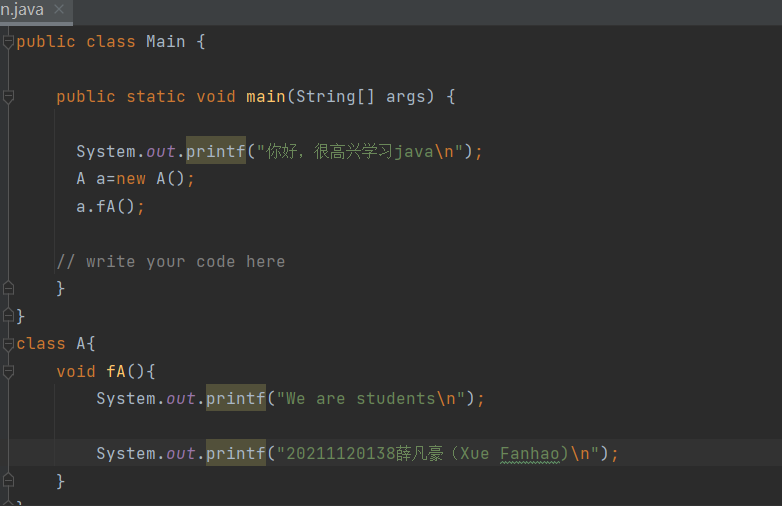 n.java
public class Main {
public static void main(String[] args) {
System.out.printf("你好，很高兴学习java\n");
A a=new A();
a.fA();
// write your code here
}
}
class A{
void fA(){
System.out.printf("We are students\n");
System.out.printf("20211120138薛凡豪（Xue Fanhao)\n");
}
}